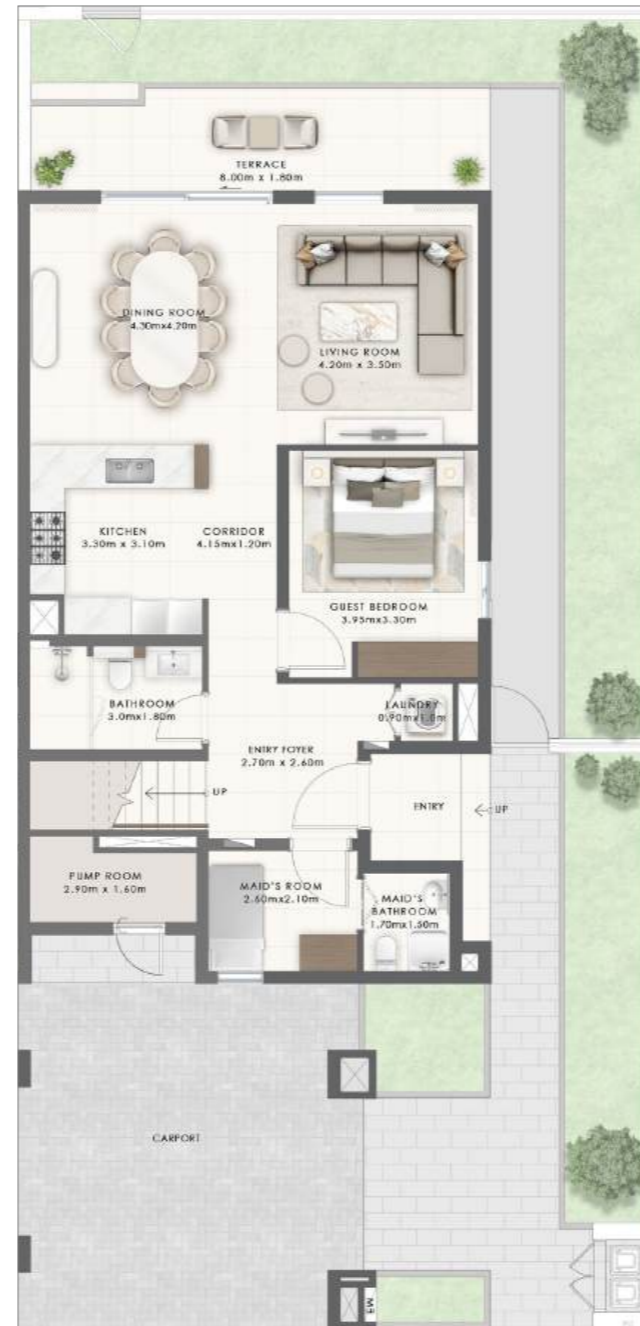 TERRACE
8.00m x 1.80m
DINING ROOM
4.30mx4.20m
LIVING ROOM
4.20m x 3.50m
KITCHEN
3.30m x 3.10m
CORRIDOR
4.15mx1.20m
GUEST BEDROOM
3.95mx3.30m
BATHROOM
3.0mx1.80m
LAUNDRY
0.90mx1.0m
ENTRY FOYER
2.70m x 2.60m
UP
ENTRY
UP
PUMP ROOM
2.90m x 1.60m
MAID'S ROOM
2.60mx2.10m
MAID'S
BATHROOM
1.70mx1.50m
CARPORT